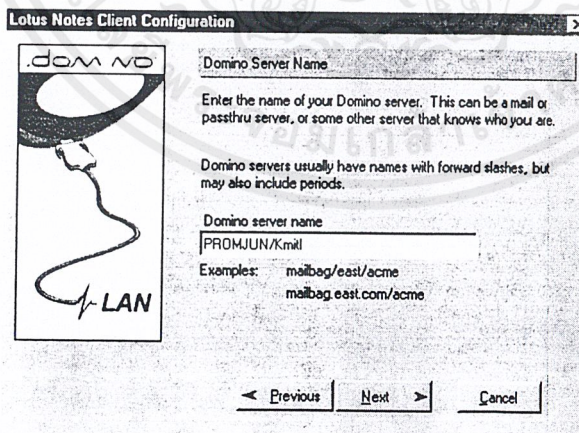 Lotus Notes Client Configuration
.dom no
LAN
Domino Server Name
Enter the name of your Domino server. This can be a mail or
passthru server, or some other server that knows who you are.
Domino servers usually have names with forward slashes, but
may also include periods.
Domino server name
PROMJUN/Kmitl
Examples: mailbag/east/acme
mailbag.east.com/acme
Previous Next Cancel